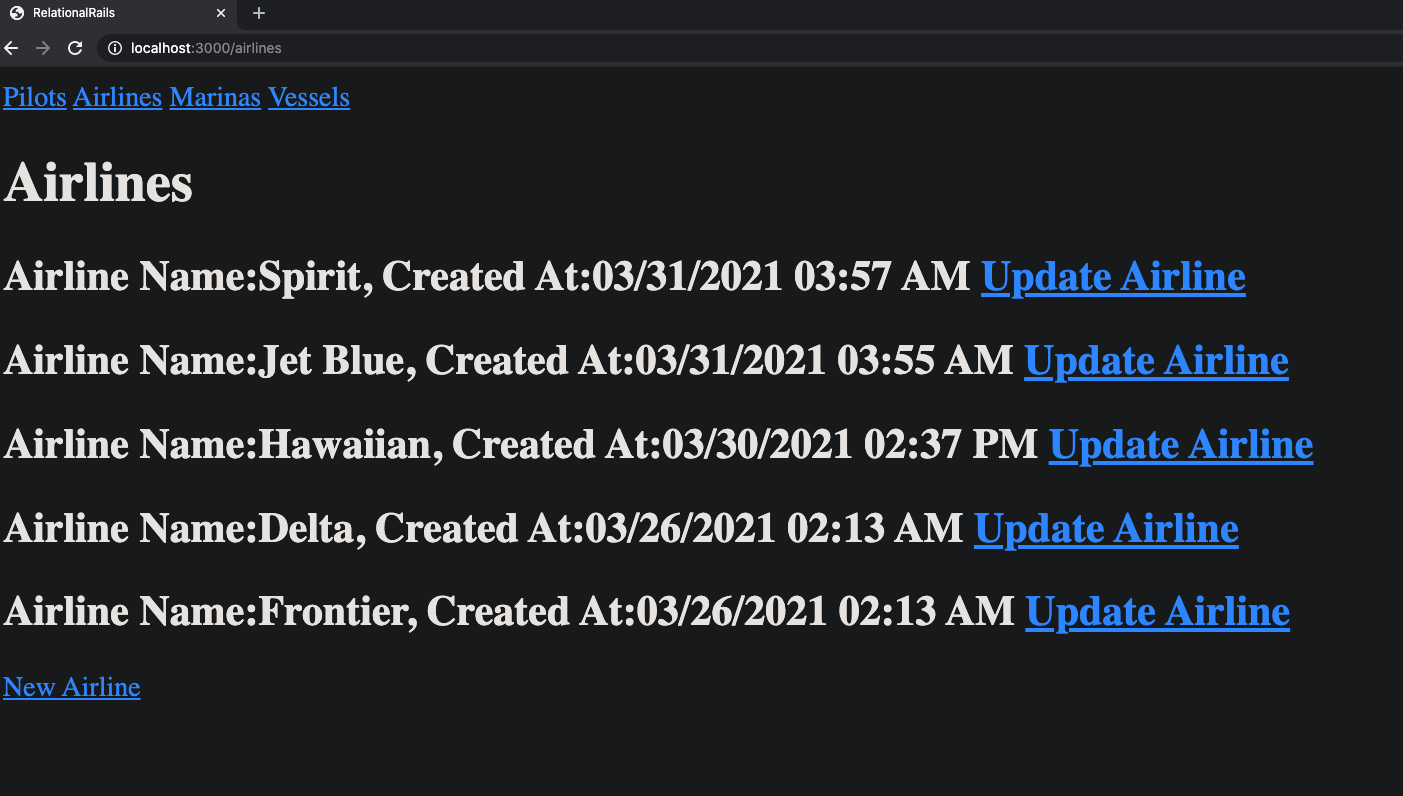 RelationalRails
localhost:3000/airlines
Pilots Airlines Marinas Vessels
Airlines
Airline Name:Spirit, Created At:03/31/2021 03:57 AM Update Airline
Airline Name:Jet Blue, Created At:03/31/2021 03:55 AM Update Airline
Airline Name:Hawaiian, Created At:03/30/2021 02:37 PM Update Airline
Airline Name:Delta, Created At:03/26/2021 02:13 AM Update Airline
Airline Name:Frontier, Created At:03/26/2021 02:13 AM Update Airline
New Airline